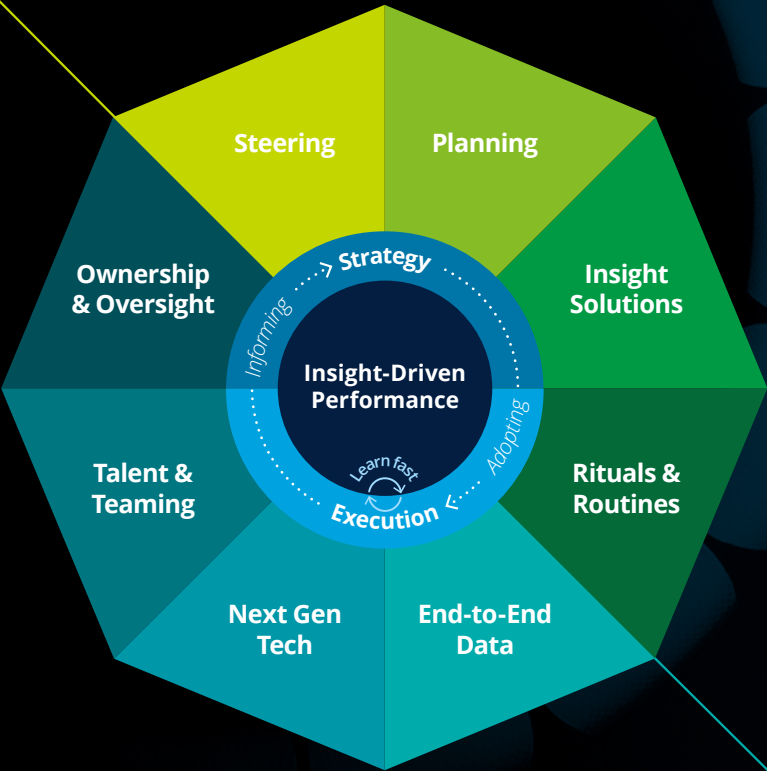 Steering
Planning
Ownership
& Oversight
Insight
Solutions
Strategy
Informing
Insight-Driven
Performance
Adopting
Learn fast
Execution
Talent &
Teaming
Rituals &
Routines
Next Gen
Tech
End-to-End
Data